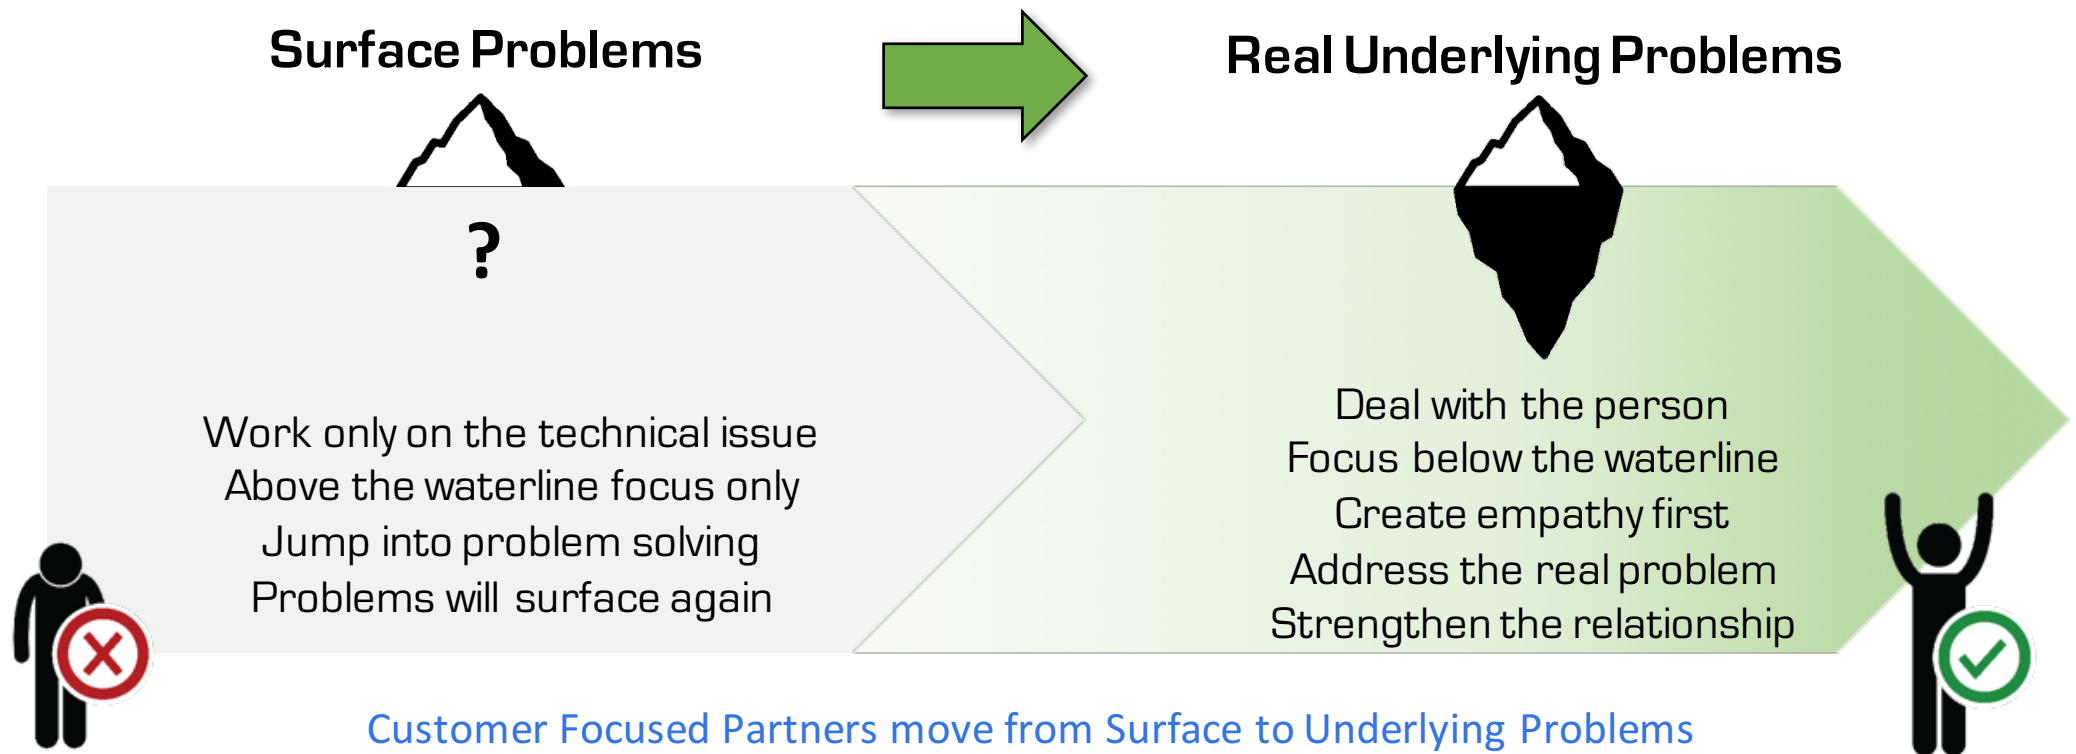 Surface Problems
Real Underlying Problems
?
Work only on the technical issue
Above the waterline focus only
Jump into problem solving
Problems will surface again
Deal with the person
Focus below the waterline
Create empathy first
Address the real problem
Strengthen the relationship
Customer Focused Partners move from Surface to Underlying Problems